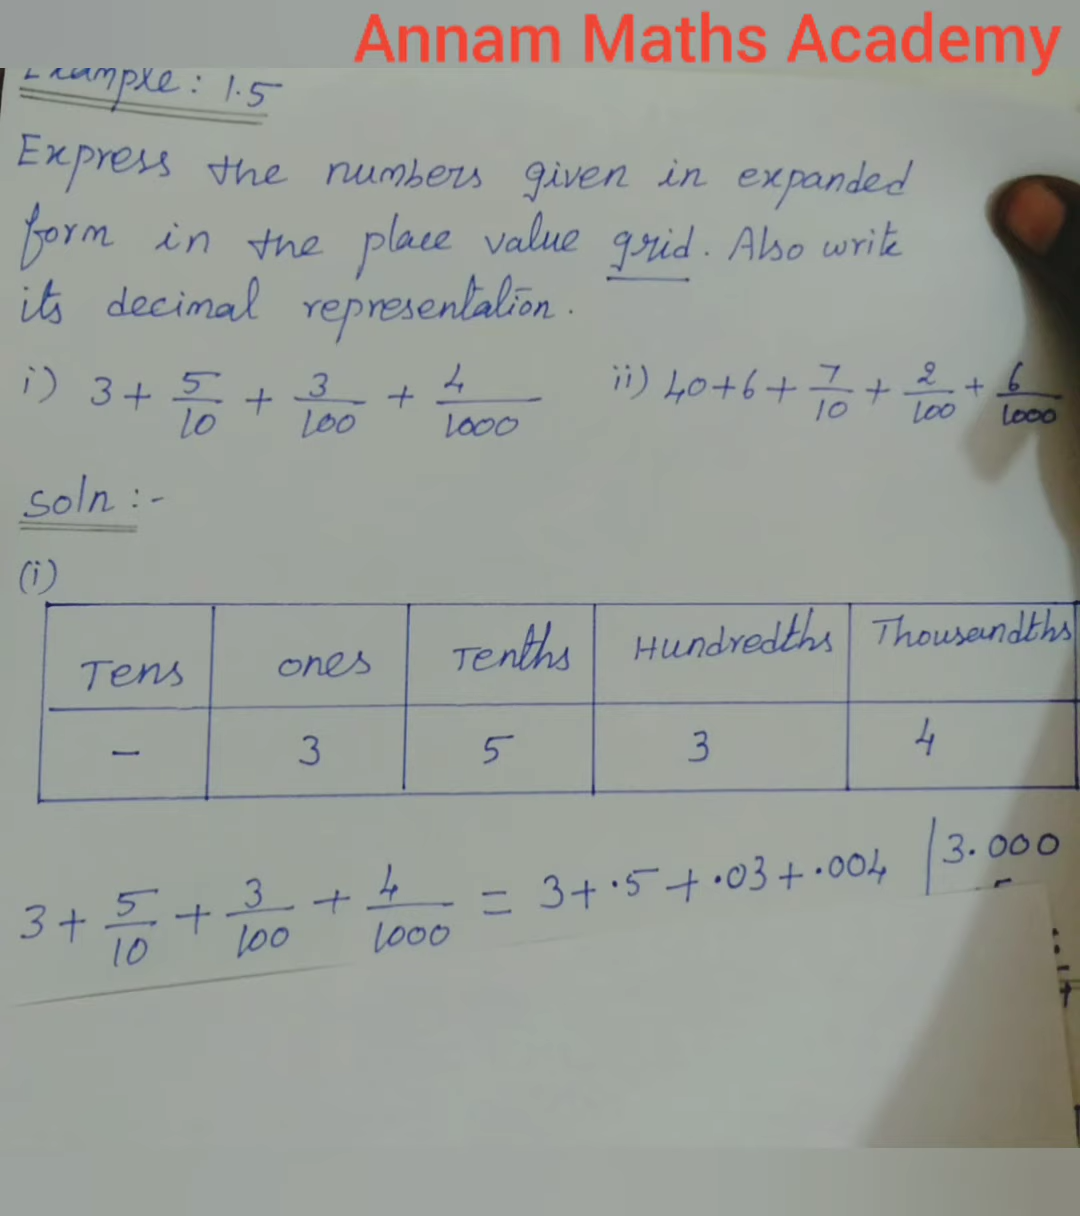 Annam Maths Academy
Example: 1.5
Express the numbers given in expanded
form in the place value grid. Also write
its decimal representation.
i) 3 + 5/10 + 3/100 + 4/1000 ii) 40+6+ 7/10 + 2/100 + 6/1000
Soln :-
(i)
Tens ones Tenths Hundredths Thousandths
- 3 5 3 4
3 + 5/10 + 3/100 + 4/1000 = 3+.5+.03+.004 | 3.000